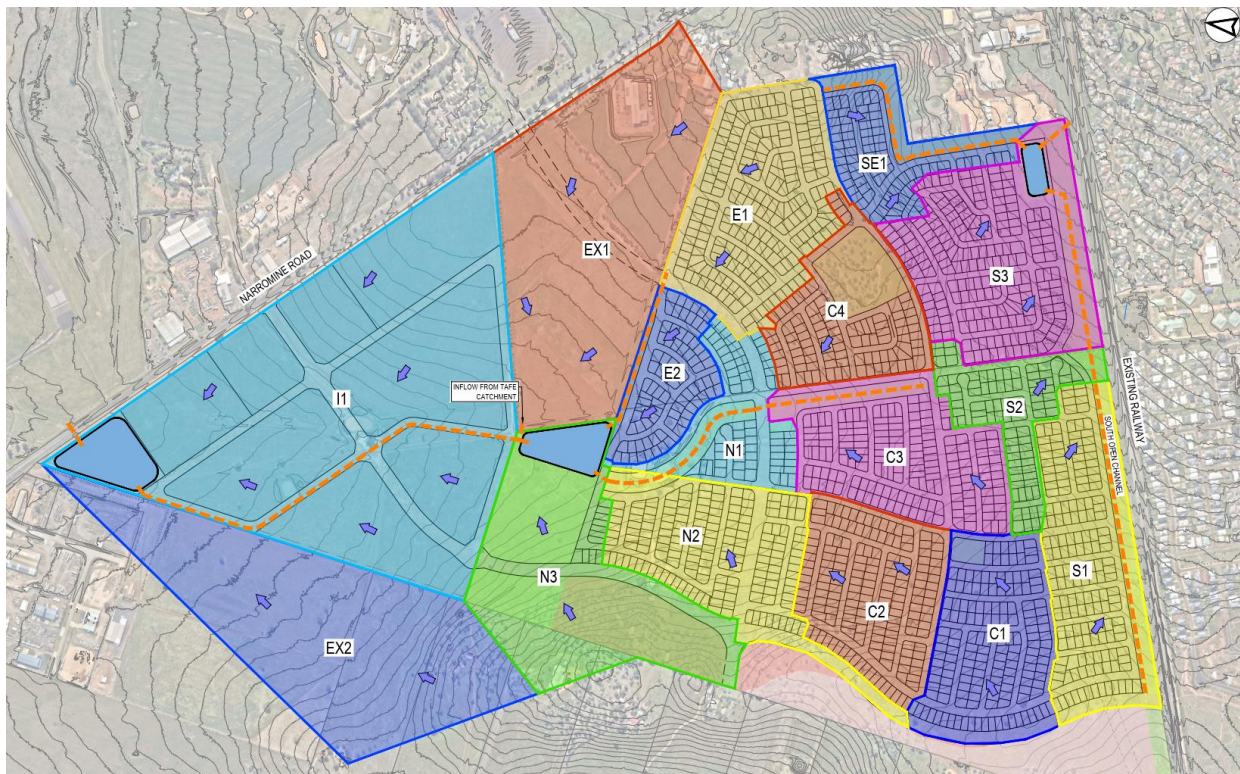 SE1
E1
NARROMINE ROAD
EX1
S3
C4
EXISTING RAILWAY
E2
INFLOW FROM TAFE
CATCHMENT
I1
S2
SOUTH OPEN CHANNEL
N1
C3
N2
N3
S1
C2
C1
EX2